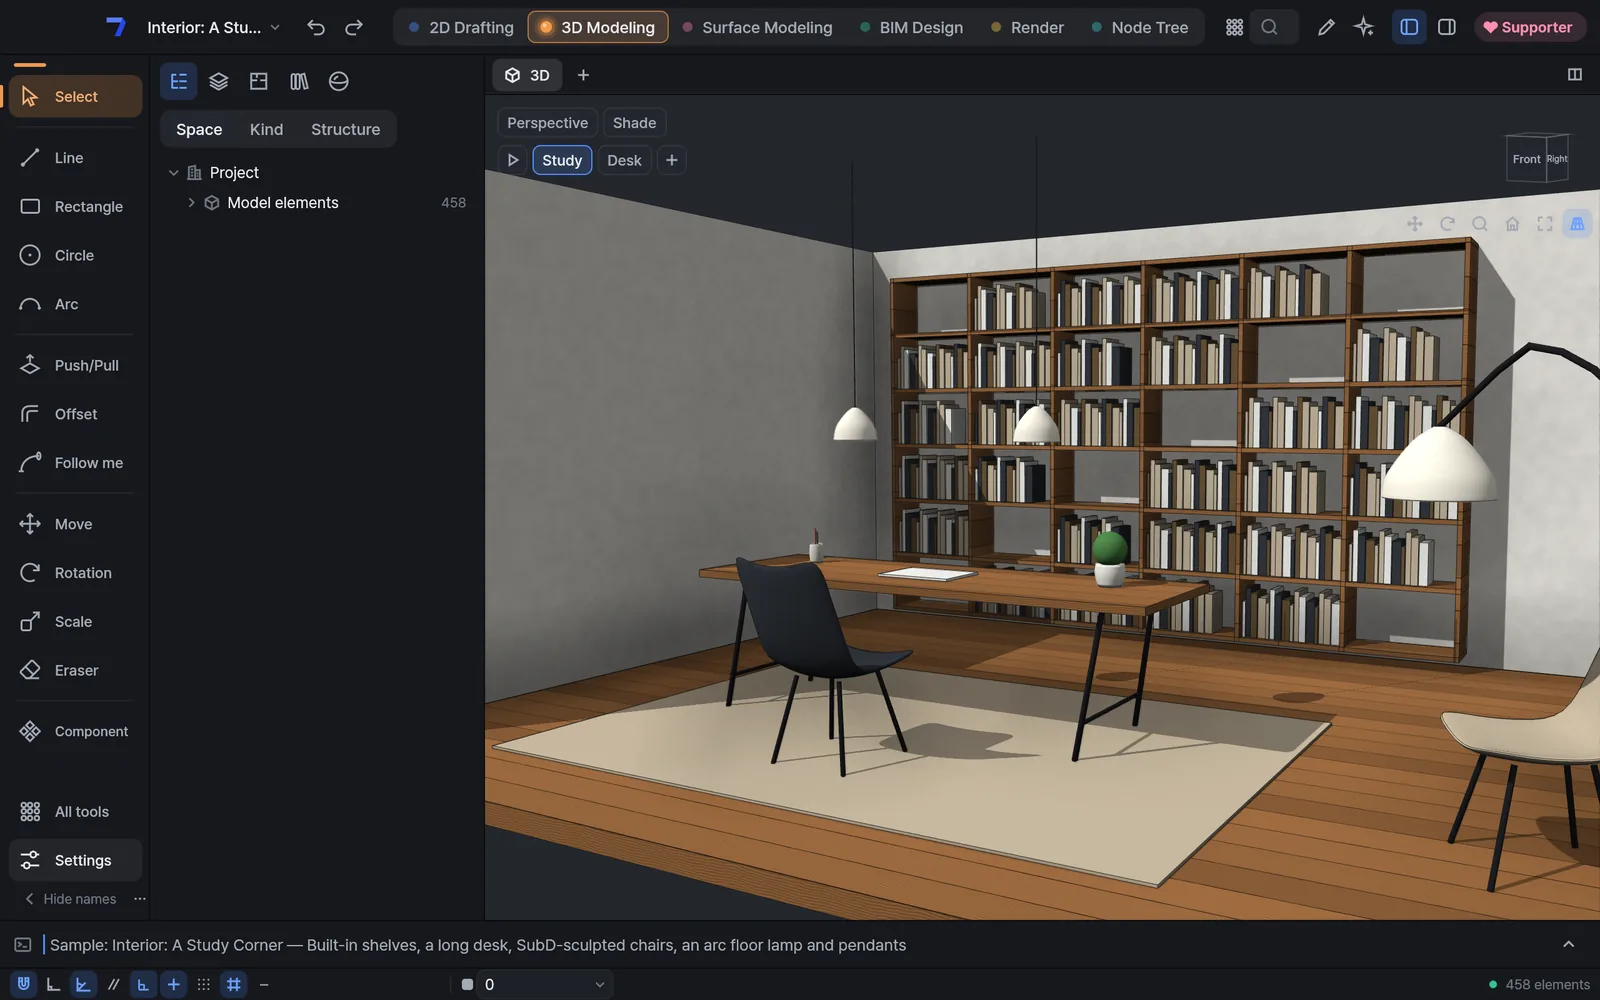 Interior: A Stu...
2D Drafting
3D Modeling
Surface Modeling
BIM Design
Render
Node Tree
Supporter
Select
Line
Rectangle
Circle
Arc
Push/Pull
Offset
Follow me
Move
Rotation
Scale
Eraser
Component
All tools
Settings
Hide names
Space Kind Structure
Project
Model elements 458
3D
Perspective Shade
Study Desk
Front Right
Sample: Interior: A Study Corner — Built-in shelves, a long desk, SubD-sculpted chairs, an arc floor lamp and pendants
0
458 elements